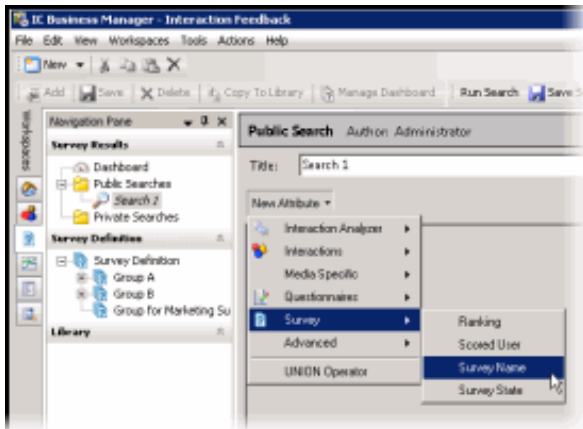 IC Business Manager - Interaction Feedback
File Edit View Workspaces Tools Actions Help
New
Add Save Delete Copy To Library Manage Dashboard Run Search Save
Workspaces
Navigation Pane
Survey Results
Dashboard
Public Searches
Search 1
Private Searches
Survey Definition
Survey Definition
Group A
Group B
Group for Marketing Su
Library
Public Search Author: Administrator
Title: Search 1
New Attribute
Interaction Analyzer
Interactions
Media Specific
Questionnaires
Survey
Advanced
UNION Operator
Ranking
Scored User
Survey Name
Survey State